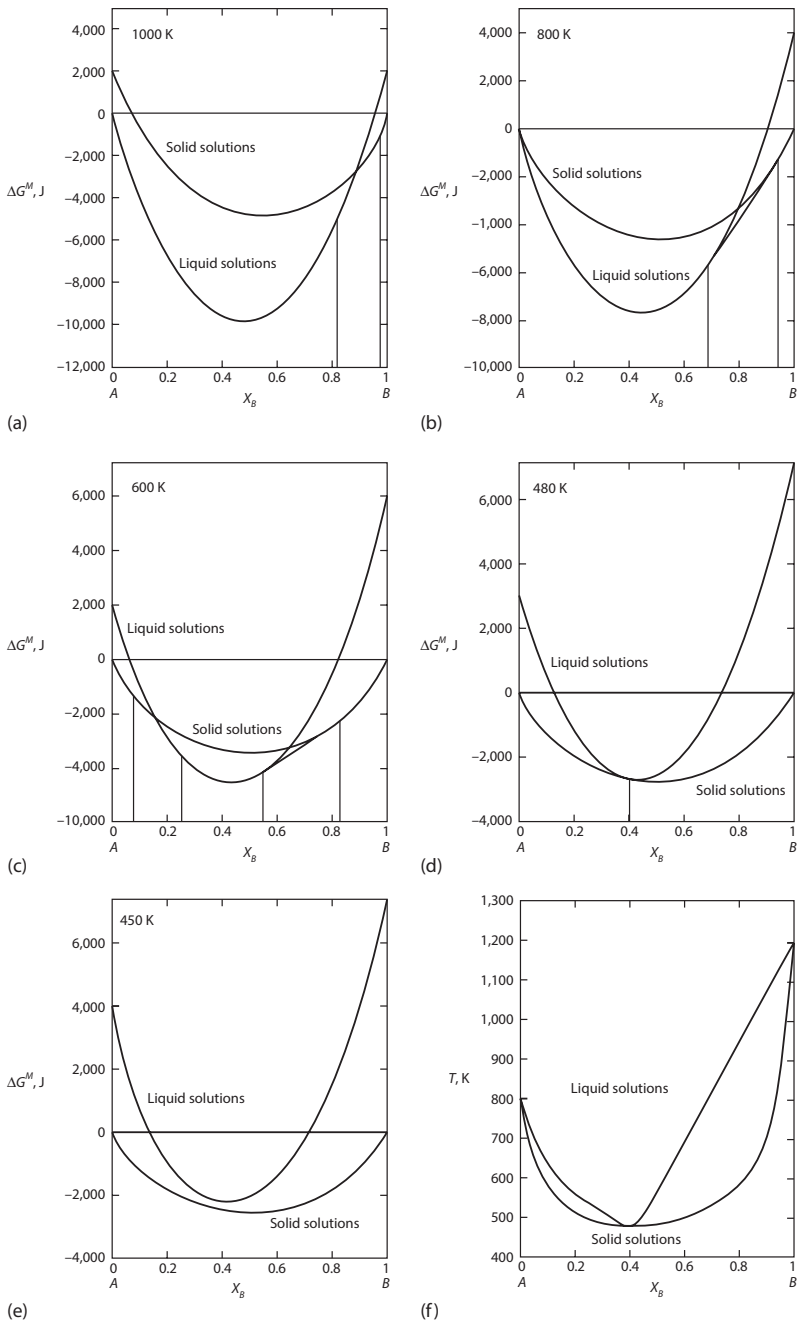 4,000
1000 K
2,000
0
Solid solutions
–2,000
ΔG^M, J
–4,000
–6,000
Liquid solutions
–8,000
–10,000
–12,000
0 0.2 0.4 0.6 0.8 1
A X_B B
(a)
4,000
800 K
2,000
0
Solid solutions
–2,000
ΔG^M, J
–1,000
Liquid solutions
–6,000
–8,000
–10,000
0 0.2 0.4 0.6 0.8 1
A X_B B
(b)
600 K
6,000
4,000
2,000
Liquid solutions
ΔG^M, J
0
–2,000
Solid solutions
–4,000
–10,000
0 0.2 0.4 0.6 0.8 1
A X_B B
(c)
480 K
6,000
4,000
2,000
Liquid solutions
ΔG^M, J
0
–2,000
Solid solutions
–4,000
0 0.2 0.4 0.6 0.8 1
A X_B B
(d)
450 K
6,000
4,000
2,000
ΔG^M, J
Liquid solutions
0
–2,000
Solid solutions
–4,000
0 0.2 0.4 0.6 0.8 1
A X_B B
(e)
1,300
1,200
1,100
1,000
900
T, K
Liquid solutions
800
700
600
500
Solid solutions
400
0 0.2 0.4 0.6 0.8 1
A X_B B
(f)